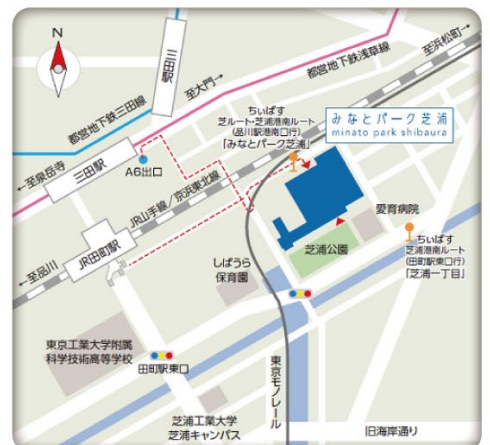 N
三田駅
都営地下鉄三田線
至大門→
都営地下鉄浅草線
至浜松町→
ちぃばす
芝ルート・芝浦港南ルート
(品川駅港南口行)
「みなとパーク芝浦」
みなとパーク芝浦
minato park shibaura
←至泉岳寺
三田駅
A6出口
JR山手線/京浜東北線
JR田町駅
←至品川
愛育病院
ちぃばす
芝浦港南ルート
(田町駅東口行)
「芝浦一丁目」
芝浦公園
しばうら
保育園
東京工業大学附属
科学技術高等学校
田町駅東口
東京モノレール
芝浦工業大学
芝浦キャンパス
旧海岸通り